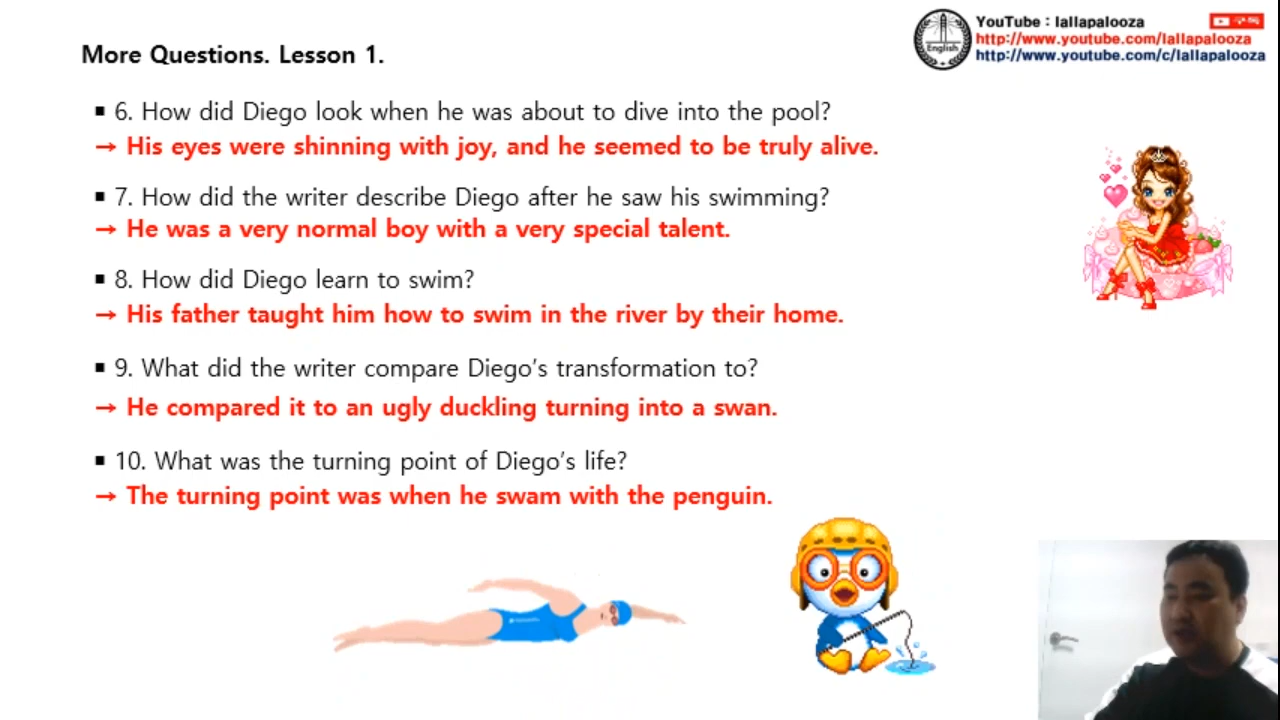 YouTube : lallapalooza
http://www.youtube.com/lallapalooza
http://www.youtube.com/c/lallapalooza
English
More Questions. Lesson 1.
▪ 6. How did Diego look when he was about to dive into the pool?
→ His eyes were shinning with joy, and he seemed to be truly alive.
▪ 7. How did the writer describe Diego after he saw his swimming?
→ He was a very normal boy with a very special talent.
▪ 8. How did Diego learn to swim?
→ His father taught him how to swim in the river by their home.
▪ 9. What did the writer compare Diego’s transformation to?
→ He compared it to an ugly duckling turning into a swan.
▪ 10. What was the turning point of Diego’s life?
→ The turning point was when he swam with the penguin.